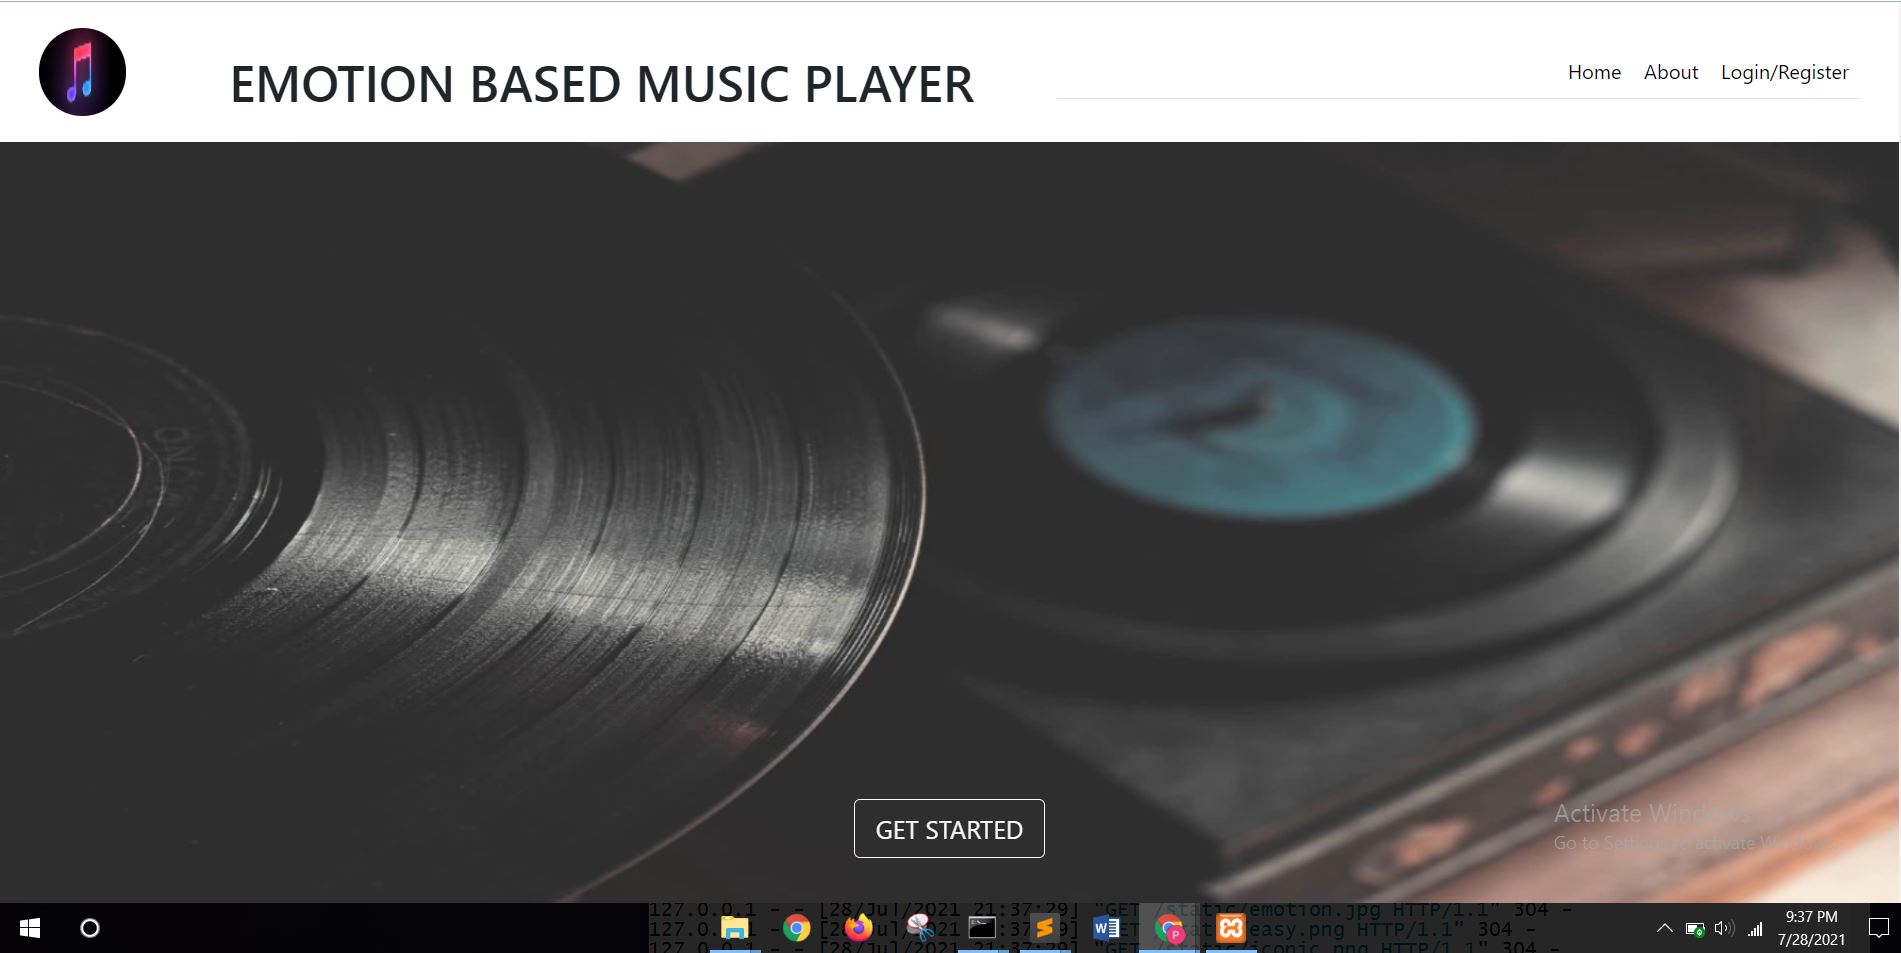 EMOTION BASED MUSIC PLAYER
Home About Login/Register
GET STARTED
Activate Windows
Go to Settings to activate Windows.
127.0.0.1 - - [28/Jul/2021 21:37:29] "GET /static/emotion.jpg HTTP/1.1" 304 -
127.0.0.1 - - [28/Jul/2021 21:37:29] "GET /static/easy.png HTTP/1.1" 304 -
127.0.0.1 - - [28/Jul/2021 21:37:29] "GET /static/iconic.png HTTP/1.1" 304 -
9:37 PM
7/28/2021